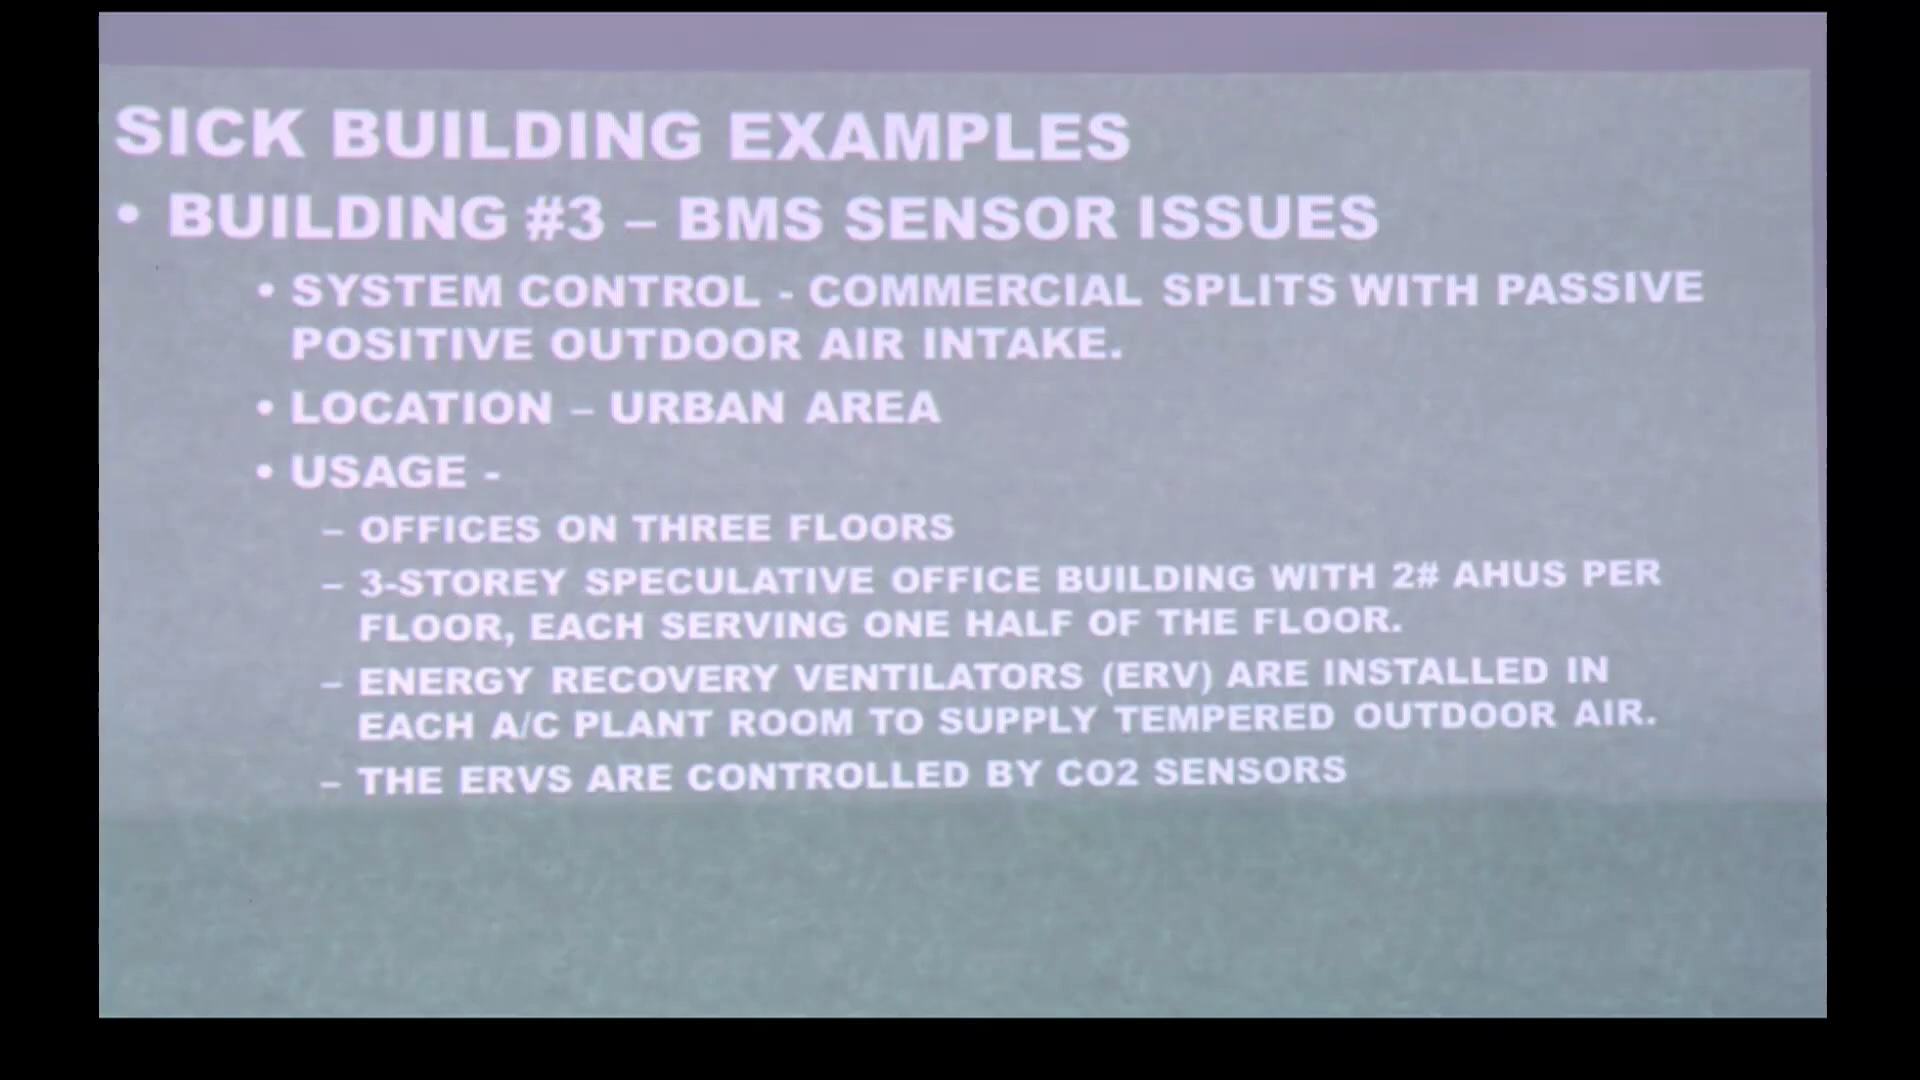 SICK BUILDING EXAMPLES
• BUILDING #3 – BMS SENSOR ISSUES
• SYSTEM CONTROL - COMMERCIAL SPLITS WITH PASSIVE
POSITIVE OUTDOOR AIR INTAKE.
• LOCATION – URBAN AREA
• USAGE -
– OFFICES ON THREE FLOORS
– 3-STOREY SPECULATIVE OFFICE BUILDING WITH 2# AHUS PER
FLOOR, EACH SERVING ONE HALF OF THE FLOOR.
– ENERGY RECOVERY VENTILATORS (ERV) ARE INSTALLED IN
EACH A/C PLANT ROOM TO SUPPLY TEMPERED OUTDOOR AIR.
– THE ERVS ARE CONTROLLED BY CO2 SENSORS